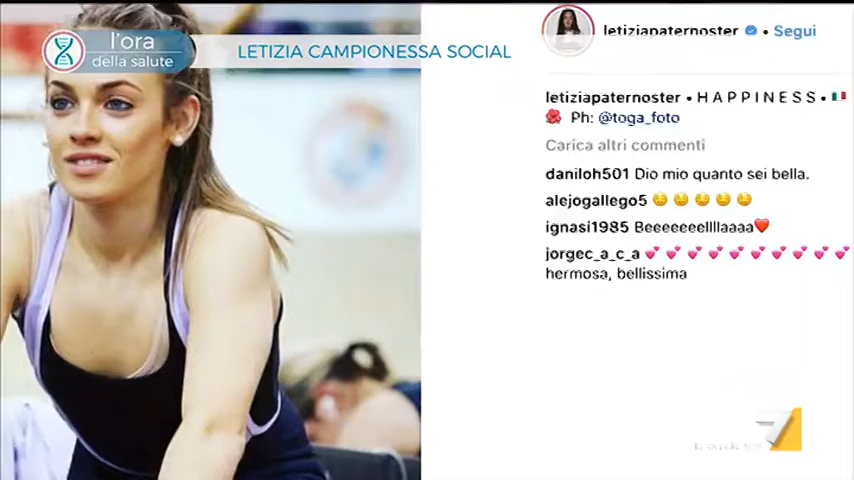 l'ora
della salute
LETIZIA CAMPIONESSA SOCIAL
letiziapaternoster • Segui
letiziapaternoster • H A P P I N E S S • 🇮🇹
🌺 Ph: @toga_foto
Carica altri commenti
daniloh501 Dio mio quanto sei bella.
alejogallego5 😏 😏 😏 😏 😏
ignasi1985 Beeeeeeellllaaaa❤️
jorgec_a_c_a 💕 💕 💕 💕 💕 💕 💕 💕 💕 💕
hermosa, bellissima
7